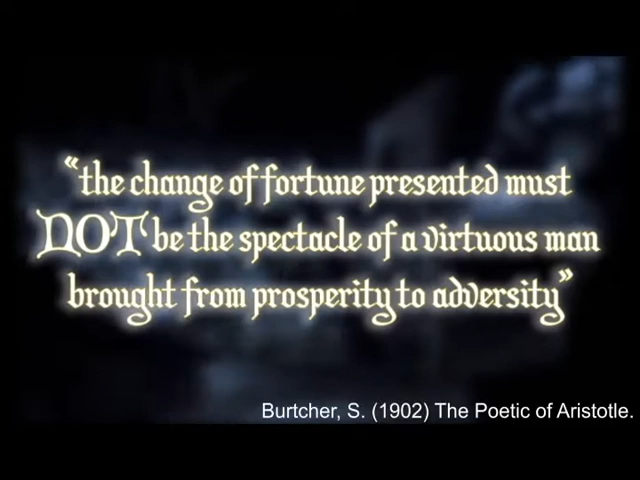 “the change of fortune presented must
NOT be the spectacle of a virtuous man
brought from prosperity to adversity”
Burtcher, S. (1902) The Poetic of Aristotle.